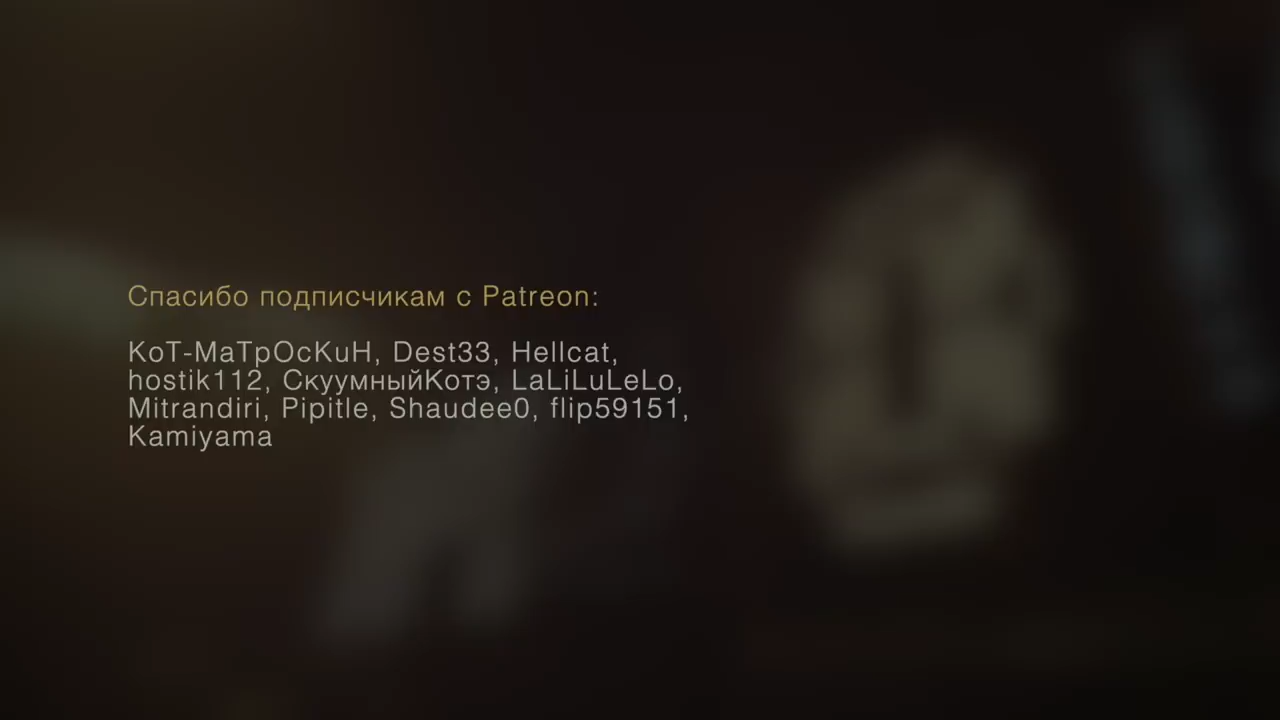 Спасибо подписчикам с Patreon:
KoT-MaTpOcKuH, Dest33, Hellcat,
hostik112, СкуумныйКотэ, LaLiLuLeLo,
Mitrandiri, Pipitle, Shaudee0, flip59151,
Kamiyama